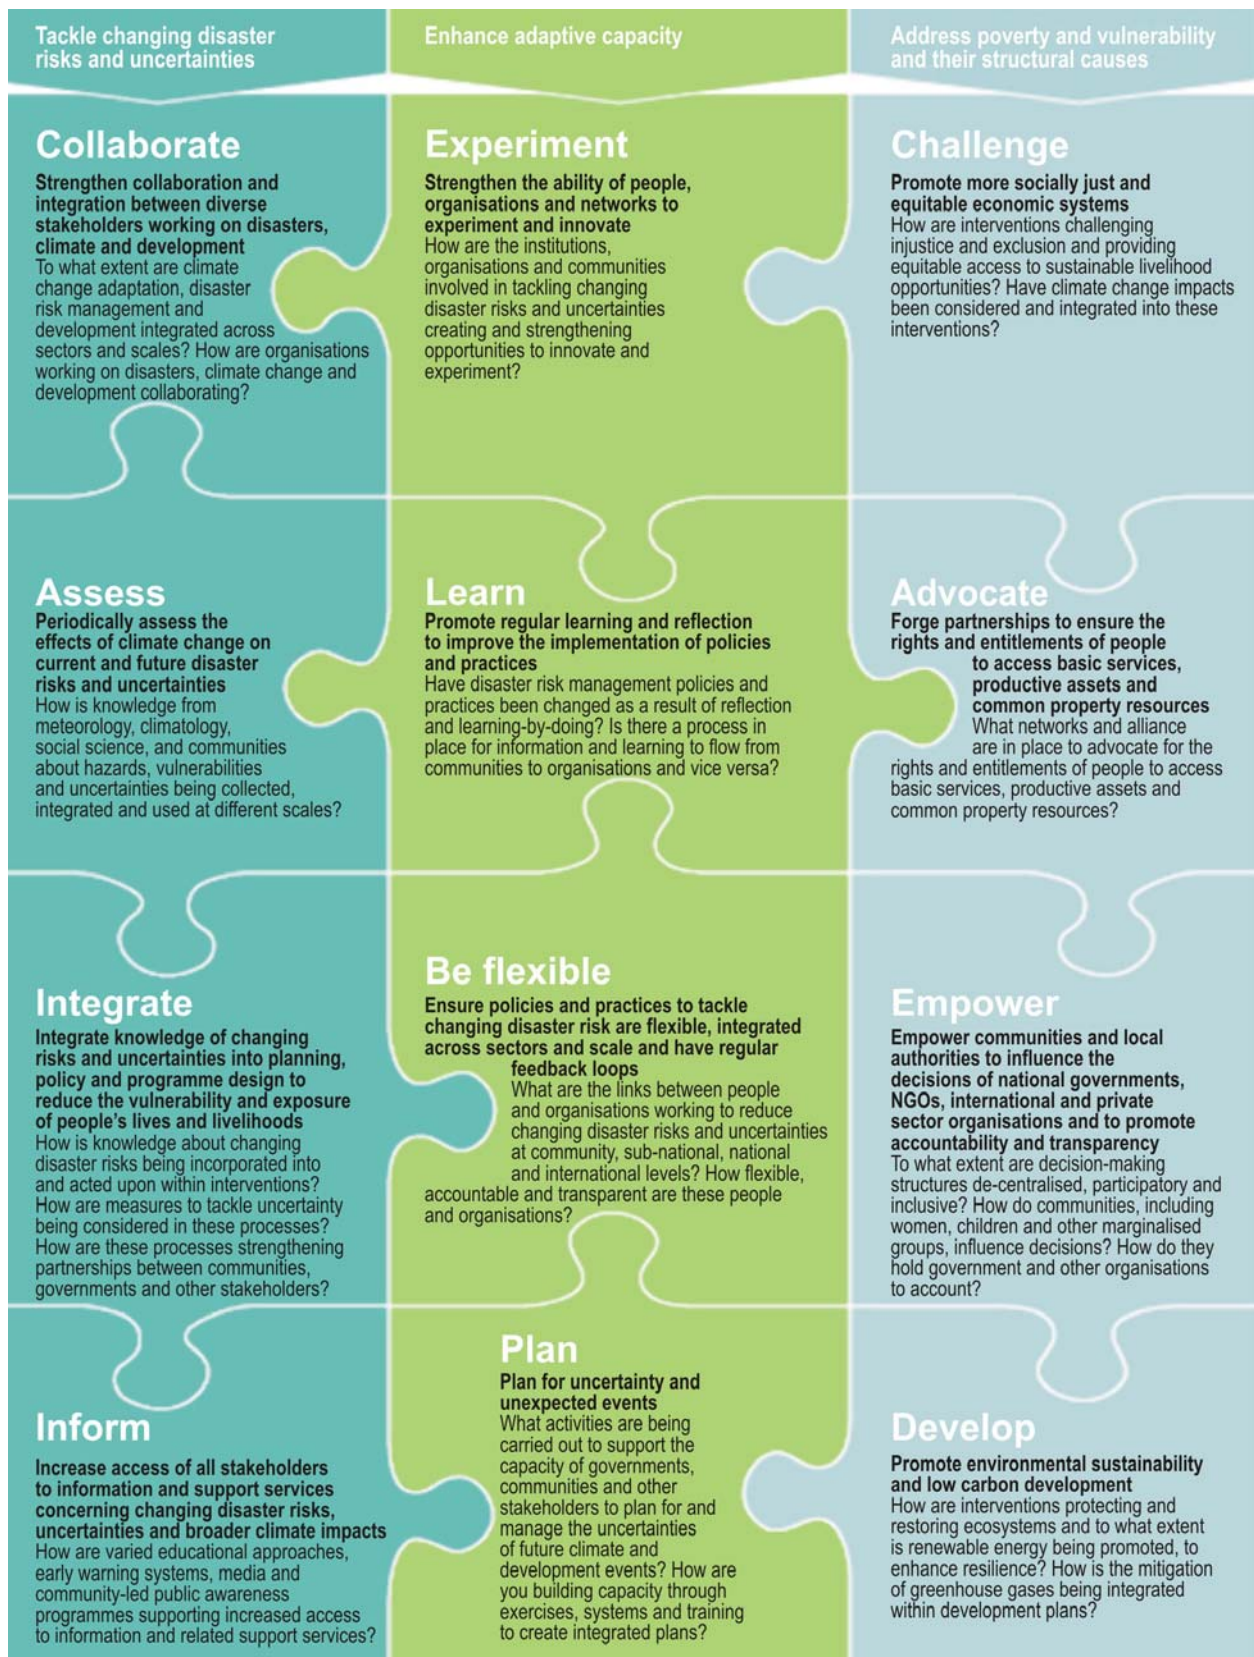 Tackle changing disaster
risks and uncertainties
Collaborate
Strengthen collaboration and
integration between diverse
stakeholders working on disasters,
climate and development
To what extent are climate
change adaptation, disaster
risk management and
development integrated across
sectors and scales? How are organisations
working on disasters, climate change and
development collaborating?
Assess
Periodically assess the
effects of climate change on
current and future disaster
risks and uncertainties
How is knowledge from
meteorology, climatology,
social science, and communities
about hazards, vulnerabilities
and uncertainties being collected,
integrated and used at different scales?
Integrate
Integrate knowledge of changing
risks and uncertainties into planning,
policy and programme design to
reduce the vulnerability and exposure
of people's lives and livelihoods
How is knowledge about changing
disaster risks being incorporated into
and acted upon within interventions?
How are measures to tackle uncertainty
being considered in these processes?
How are these processes strengthening
partnerships between communities,
governments and other stakeholders?
Inform
Increase access of all stakeholders
to information and support services
concerning changing disaster risks,
uncertainties and broader climate impacts
How are varied educational approaches,
early warning systems, media and
community-led public awareness
programmes supporting increased access
to information and related support services?
Enhance adaptive capacity
Experiment
Strengthen the ability of people,
organisations and networks to
experiment and innovate
How are the institutions,
organisations and communities
involved in tackling changing
disaster risks and uncertainties
creating and strengthening
opportunities to innovate and
experiment?
Learn
Promote regular learning and reflection
to improve the implementation of policies
and practices
Have disaster risk management policies and
practices been changed as a result of reflection
and learning-by-doing? Is there a process in
place for information and learning to flow from
communities to organisations and vice versa?
Be flexible
Ensure policies and practices to tackle
changing disaster risk are flexible, integrated
across sectors and scale and have regular
feedback loops
What are the links between people
and organisations working to reduce
changing disaster risks and uncertainties
at community, sub-national, national
and international levels? How flexible,
accountable and transparent are these people
and organisations?
Plan
Plan for uncertainty and
unexpected events
What activities are being
carried out to support the
capacity of governments,
communities and other
stakeholders to plan for and
manage the uncertainties
of future climate and
development events? How are
you building capacity through
exercises, systems and training
to create integrated plans?
Address poverty and vulnerability
and their structural causes
Challenge
Promote more socially just and
equitable economic systems
How are interventions challenging
injustice and exclusion and providing
equitable access to sustainable livelihood
opportunities? Have climate change impacts
been considered and integrated into these
interventions?
Advocate
Forge partnerships to ensure the
rights and entitlements of people
to access basic services,
productive assets and
common property resources
What networks and alliance
are in place to advocate for the
rights and entitlements of people to access
basic services, productive assets and
common property resources?
Empower
Empower communities and local
authorities to influence the
decisions of national governments,
NGOs, international and private
sector organisations and to promote
accountability and transparency
To what extent are decision-making
structures de-centralised, participatory and
inclusive? How do communities, including
women, children and other marginalised
groups, influence decisions? How do they
hold government and other organisations
to account?
Develop
Promote environmental sustainability
and low carbon development
How are interventions protecting and
restoring ecosystems and to what extent
is renewable energy being promoted, to
enhance resilience? How is the mitigation
of greenhouse gases being integrated
within development plans?